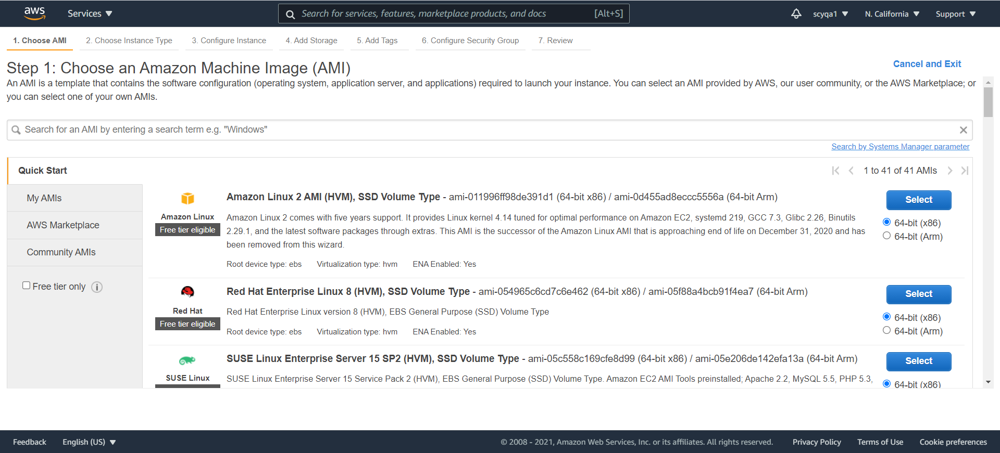 aws Services Search for services, features, marketplace products, and docs [Alt+S] scyqa1 N. California Support
1. Choose AMI 2. Choose Instance Type 3. Configure Instance 4. Add Storage 5. Add Tags 6. Configure Security Group 7. Review
Step 1: Choose an Amazon Machine Image (AMI)
Cancel and Exit
An AMI is a template that contains the software configuration (operating system, application server, and applications) required to launch your instance. You can select an AMI provided by AWS, our user community, or the AWS Marketplace; or
you can select one of your own AMIs.
Search for an AMI by entering a search term e.g. "Windows"
Search by Systems Manager parameter
Quick Start
1 to 41 of 41 AMIs
My AMIs
AWS Marketplace
Community AMIs
Free tier only
Amazon Linux
Free tier eligible
Amazon Linux 2 AMI (HVM), SSD Volume Type - ami-011996ff98de391d1 (64-bit x86) / ami-0d455ad8eccc5556a (64-bit Arm)
Amazon Linux 2 comes with five years support. It provides Linux kernel 4.14 tuned for optimal performance on Amazon EC2, systemd 219, GCC 7.3, Glibc 2.26, Binutils
2.29.1, and the latest software packages through extras. This AMI is the successor of the Amazon Linux AMI that is approaching end of life on December 31, 2020 and has
been removed from this wizard.
Root device type: ebs Virtualization type: hvm ENA Enabled: Yes
Select
64-bit (x86)
64-bit (Arm)
Red Hat
Free tier eligible
Red Hat Enterprise Linux 8 (HVM), SSD Volume Type - ami-054965c6cd7c6e462 (64-bit x86) / ami-05f88a4bcb91f4ea7 (64-bit Arm)
Red Hat Enterprise Linux version 8 (HVM), EBS General Purpose (SSD) Volume Type
Root device type: ebs Virtualization type: hvm ENA Enabled: Yes
Select
64-bit (x86)
64-bit (Arm)
SUSE Linux
SUSE Linux Enterprise Server 15 SP2 (HVM), SSD Volume Type - ami-05c558c169cfe8d99 (64-bit x86) / ami-05e206de142efa13a (64-bit Arm)
SUSE Linux Enterprise Server 15 Service Pack 2 (HVM), EBS General Purpose (SSD) Volume Type. Amazon EC2 AMI Tools preinstalled; Apache 2.2, MySQL 5.5, PHP 5.3,
Select
64-bit (x86)
Feedback English (US) © 2008 - 2021, Amazon Web Services, Inc. or its affiliates. All rights reserved. Privacy Policy Terms of Use Cookie preferences